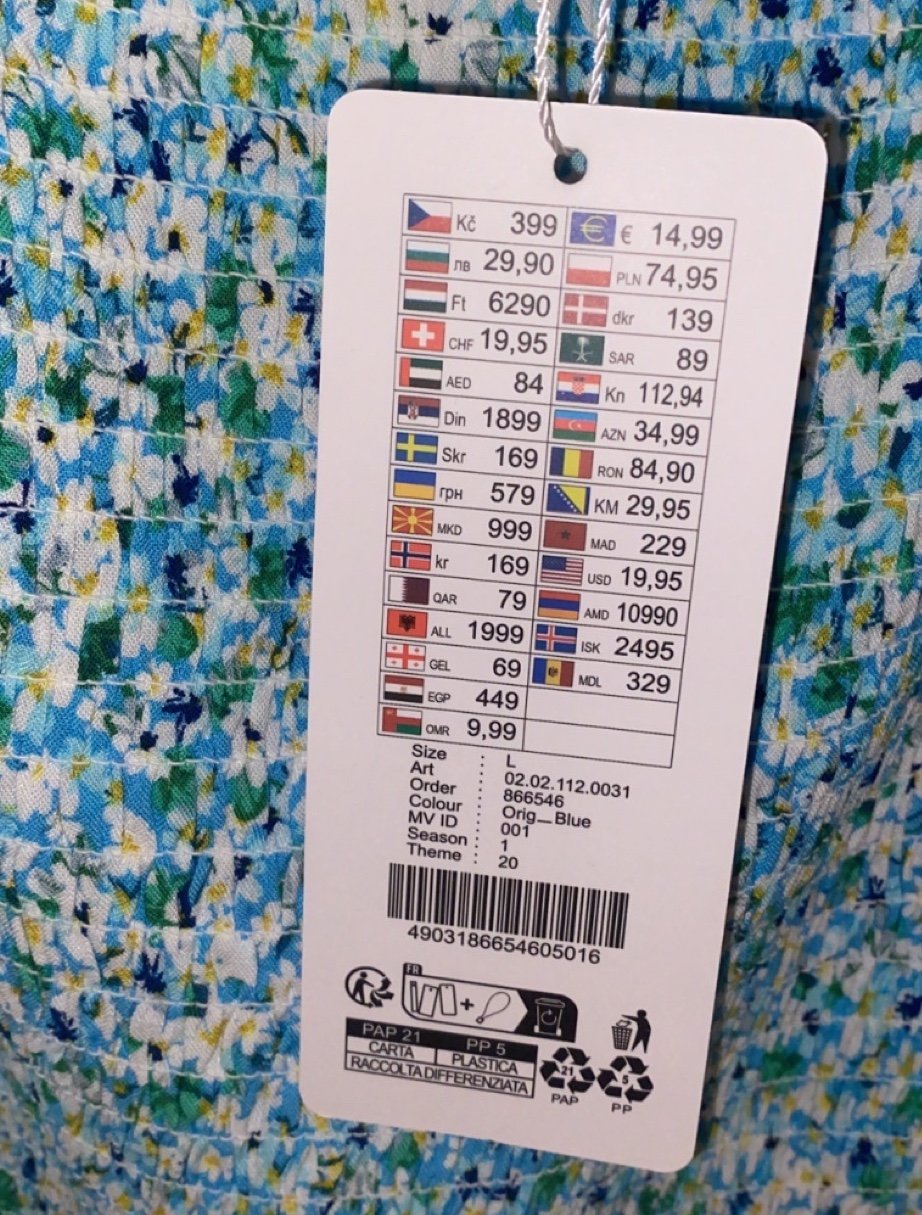 Kč 399 € 14,99
лв 29,90 PLN 74,95
Ft 6290 dkr 139
CHF 19,95 SAR 89
AED 84 Kn 112,94
Din 1899 AZN 34,99
Skr 169 RON 84,90
грн 579 KM 29,95
MKD 999 MAD 229
kr 169 USD 19,95
QAR 79 AMD 10990
ALL 1999 ISK 2495
GEL 69 MDL 329
EGP 449
OMR 9,99
Size : L
Art : 02.02.112.0031
Order : 866546
Colour : Orig_Blue
MV ID : 001
Season : 1
Theme : 20
4903186654605016
FR
+
PAP 21 PP 5
CARTA PLASTICA
RACCOLTA DIFFERENZIATA
21 5
PAP PP